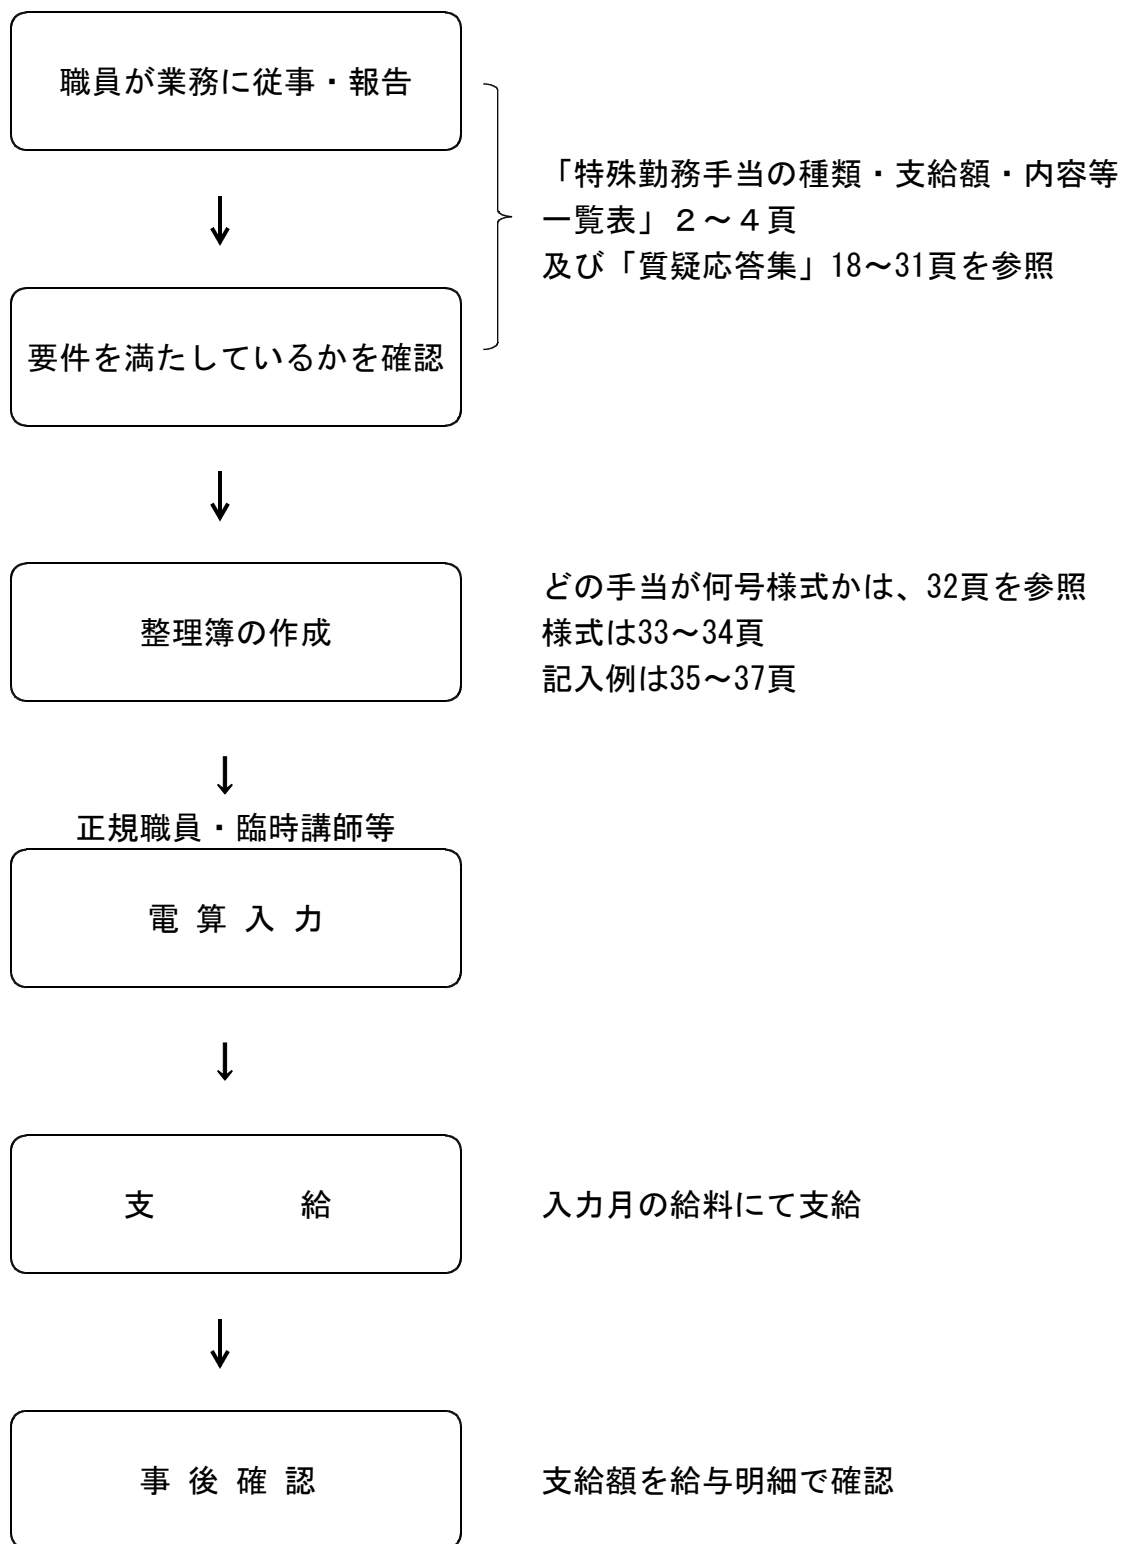 職員が業務に従事・報告
「特殊勤務手当の種類・支給額・内容等
一覧表」２～４頁
及び「質疑応答集」18～31頁を参照
↓
要件を満たしているかを確認
↓
整理簿の作成
どの手当が何号様式かは、32頁を参照
様式は33～34頁
記入例は35～37頁
↓
正規職員・臨時講師等
電 算 入 力
↓
支　　　　給
入力月の給料にて支給
↓
事 後 確 認
支給額を給与明細で確認